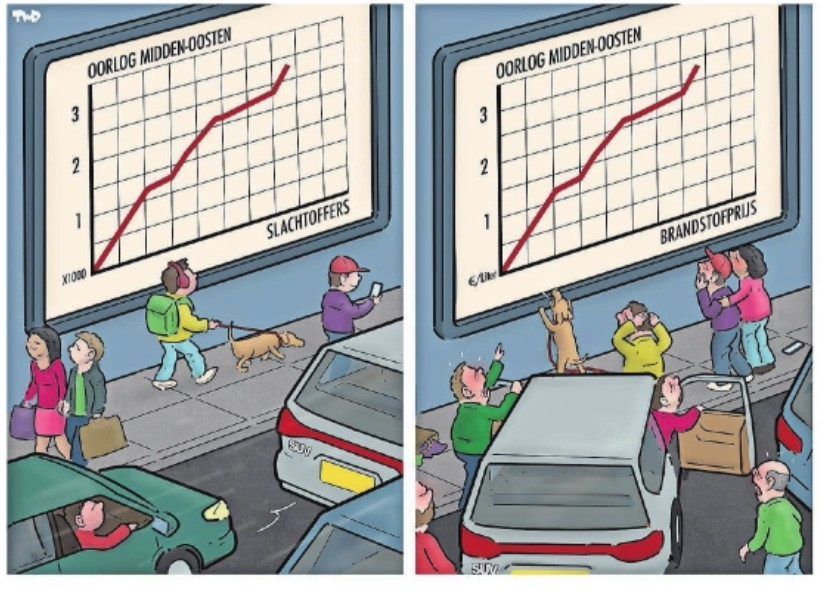 TWD
OORLOG MIDDEN-OOSTEN
3
2
1
X1000
SLACHTOFFERS
SUV
OORLOG MIDDEN-OOSTEN
3
2
1
€/Liter
BRANDSTOFPRIJS
SUV